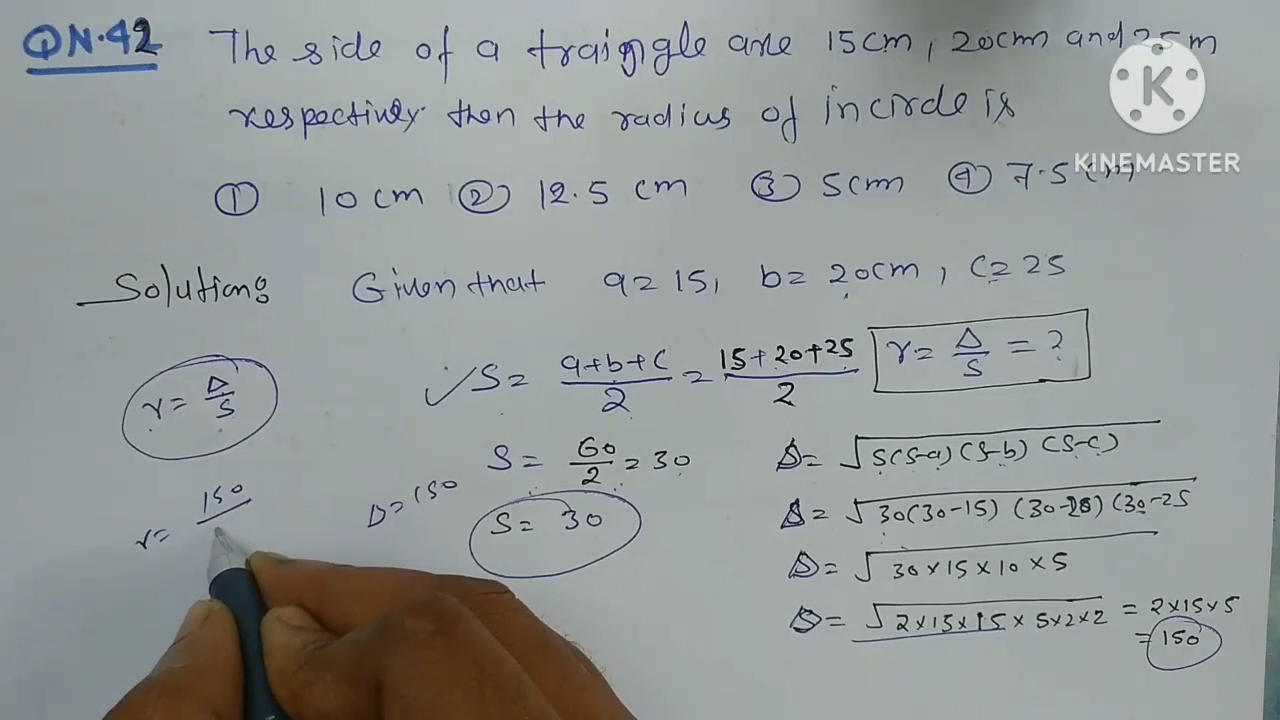 QN.42 The side of a traingle are 15cm, 20cm and 25m
respectively then the radius of incircle is
① 10 cm ② 12.5 cm ③ 5cm ④ 7.5 cm
K
KINEMASTER
Solution: Given that a=15, b=20cm, c=25
r=Δ/S
✓S=(a+b+c)/2=(15+20+25)/2
r=Δ/S=?
S=60/2=30
S=30
Δ=√S(S-a)(S-b)(S-c)
Δ=√30(30-15)(30-20)(30-25
Δ=√30×15×10×5
Δ=√2×15×15×5×2×2 =2×15×5
=150
D=150
r=150